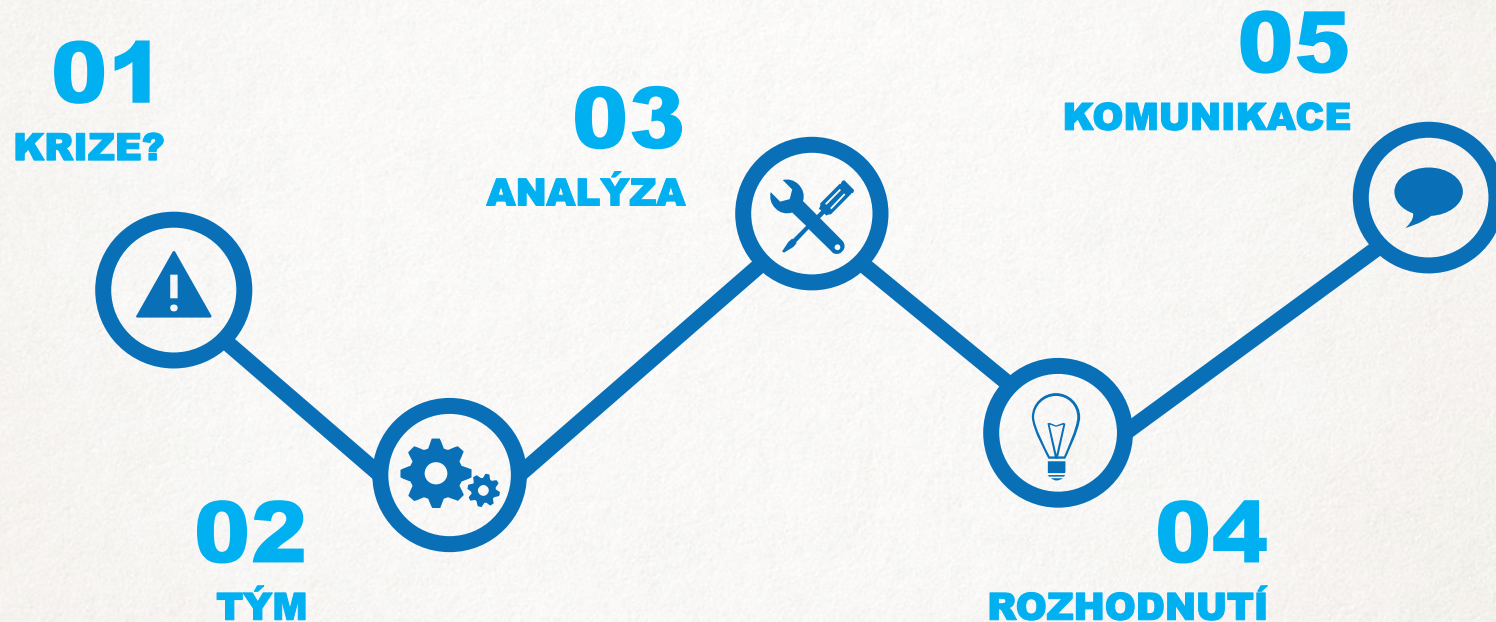 01
KRIZE?
02
TÝM
03
ANALÝZA
04
ROZHODNUTÍ
05
KOMUNIKACE